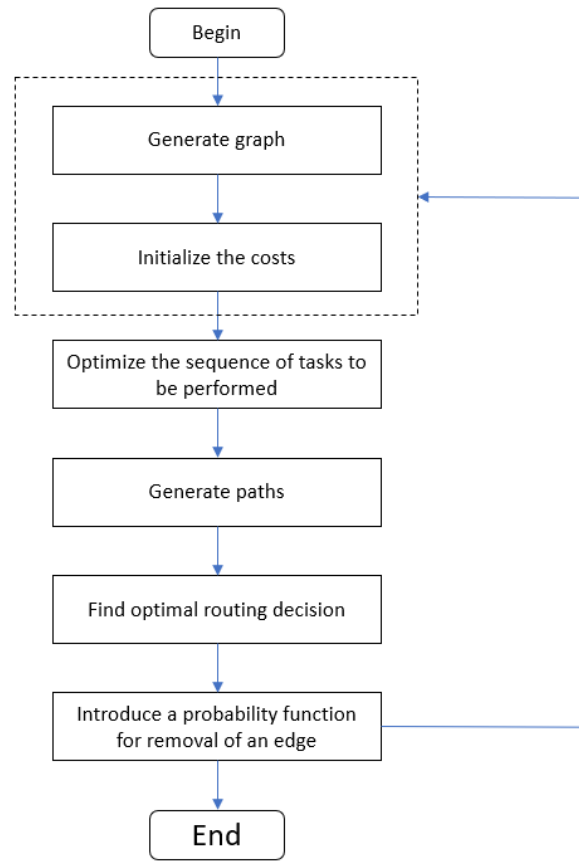 Begin
Generate graph
Initialize the costs
Optimize the sequence of tasks to
be performed
Generate paths
Find optimal routing decision
Introduce a probability function
for removal of an edge
End